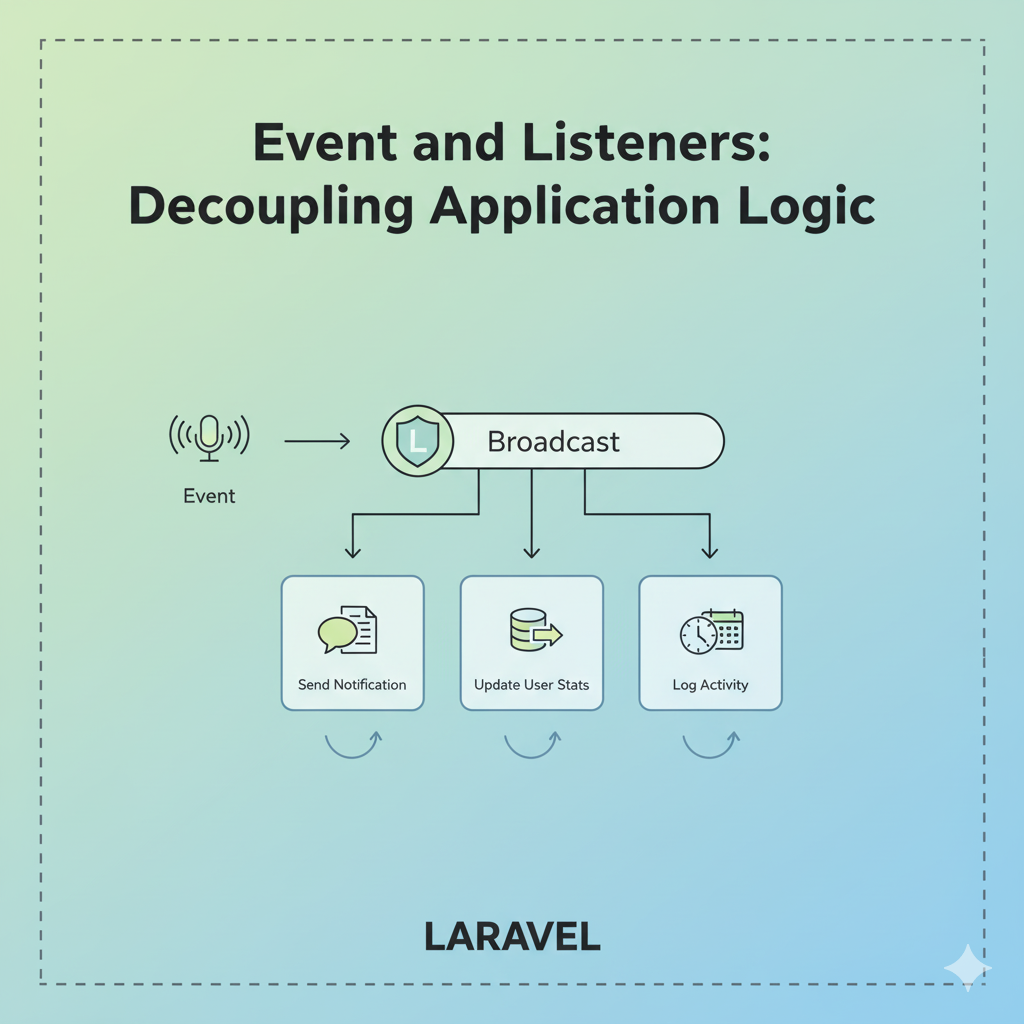 Event and Listeners:
Decoupling Application Logic
Event
L
Broadcast
Send Notification
Update User Stats
Log Activity
LARAVEL